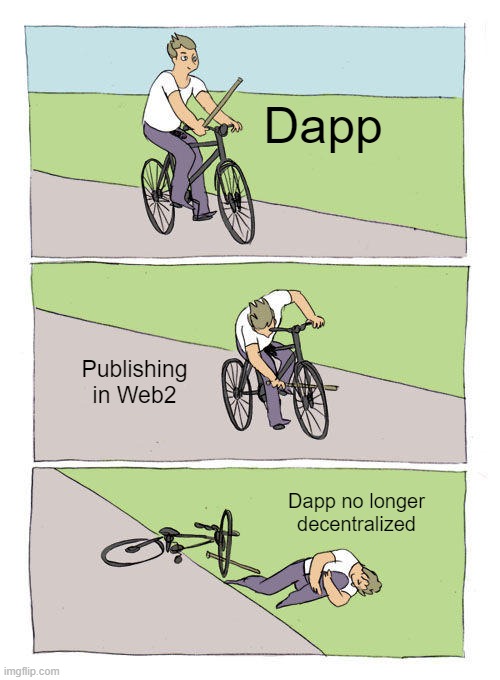 Dapp
Publishing
in Web2
Dapp no longer
decentralized
imgflip.com